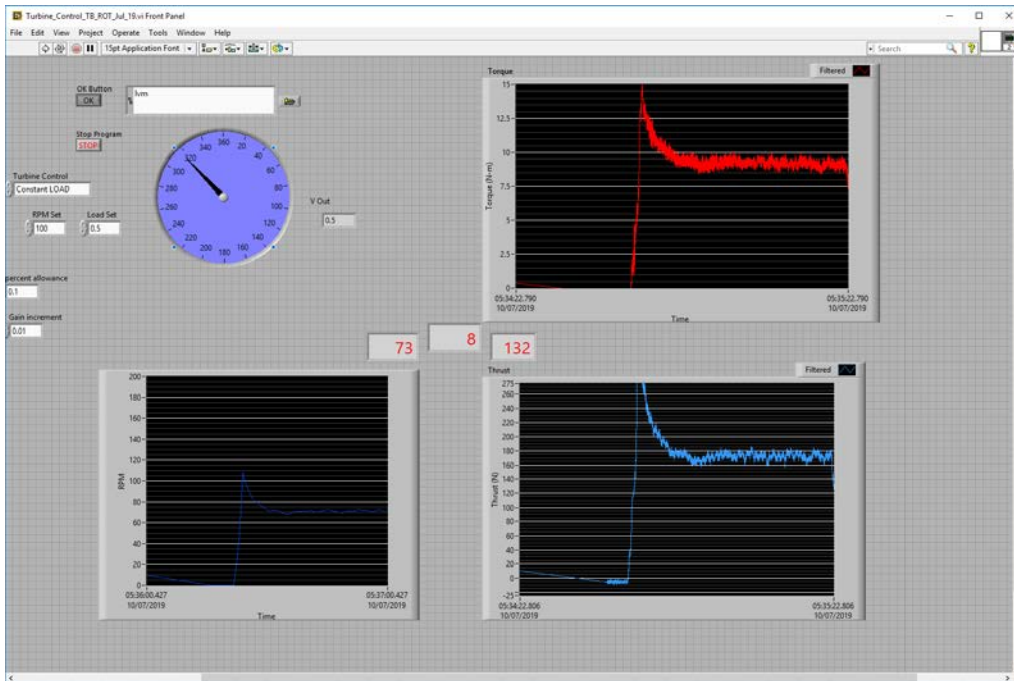 Turbine_Control_TB_ROT_Jul_19.vi Front Panel
File Edit View Project Operate Tools Window Help
15pt Application Font
Search
2
OK Button
OK
lvm
Stop Program
STOP!
Turbine Control
Constant LOAD
RPM Set
Load Set
100
0.5
percent allowance
0.1
Gain increment
0.01
360 20 40 60 80 100 120 140 160 180 200 220 240 260 280 300 320 340
V Out
0.5
Torque
Filtered
15
12.5
10
7.5
5
2.5
0
Torque (N-m)
05:34:22.790
10/07/2019
05:35:22.790
10/07/2019
Time
73
8
132
200
180
160
140
120
100
80
60
40
20
0
RPM
05:36:00.427
10/07/2019
05:37:00.427
10/07/2019
Time
Thrust
Filtered
275
260
240
220
200
180
160
140
120
100
80
60
40
20
0
-25
Thrust (N)
05:34:22.806
10/07/2019
05:35:22.806
10/07/2019
Time